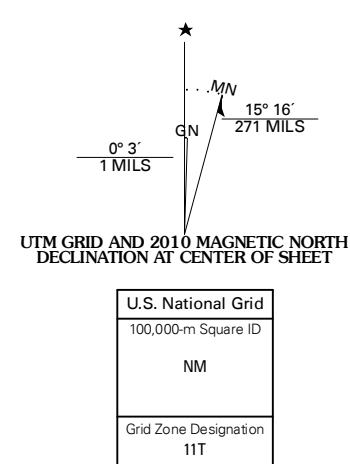 MN
15° 16´
271 MILS
GN
0° 3´
1 MILS
UTM GRID AND 2010 MAGNETIC NORTH
DECLINATION AT CENTER OF SHEET
U.S. National Grid
100,000-m Square ID
NM
Grid Zone Designation
11T